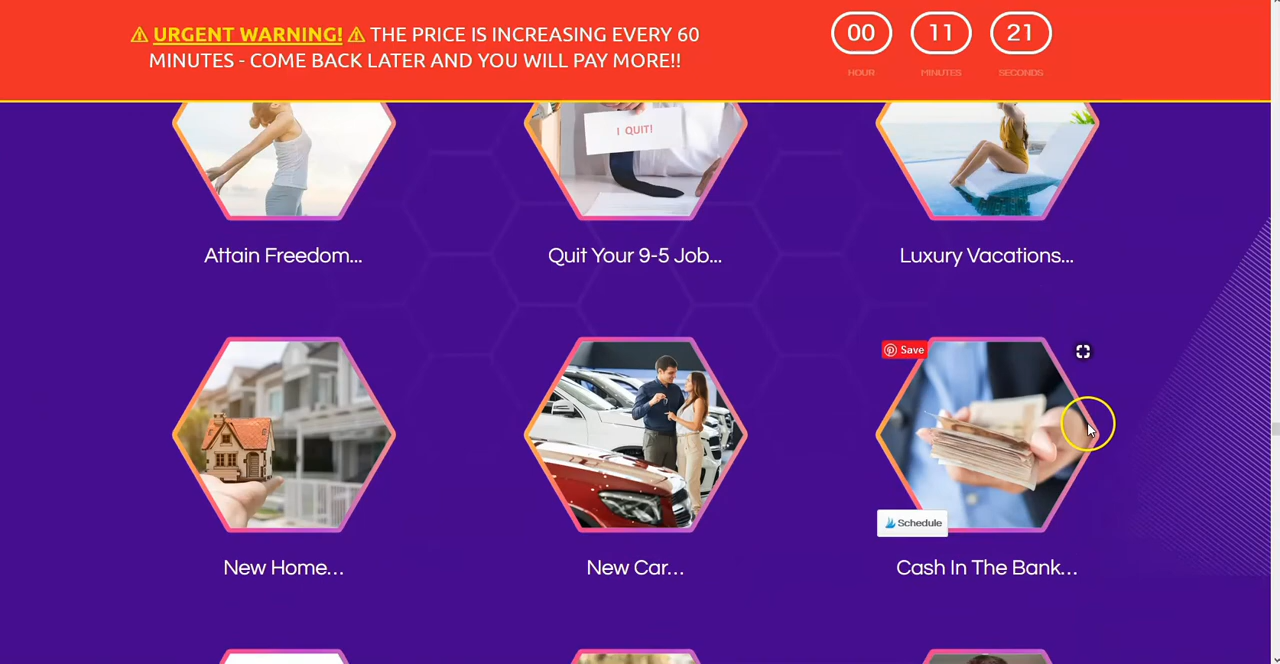 ⚠ URGENT WARNING! ⚠ THE PRICE IS INCREASING EVERY 60
MINUTES - COME BACK LATER AND YOU WILL PAY MORE!!
00 11 21
HOUR MINUTES SECONDS
I QUIT!
Attain Freedom...
Quit Your 9-5 Job...
Luxury Vacations...
Save
Schedule
New Home...
New Car...
Cash In The Bank...